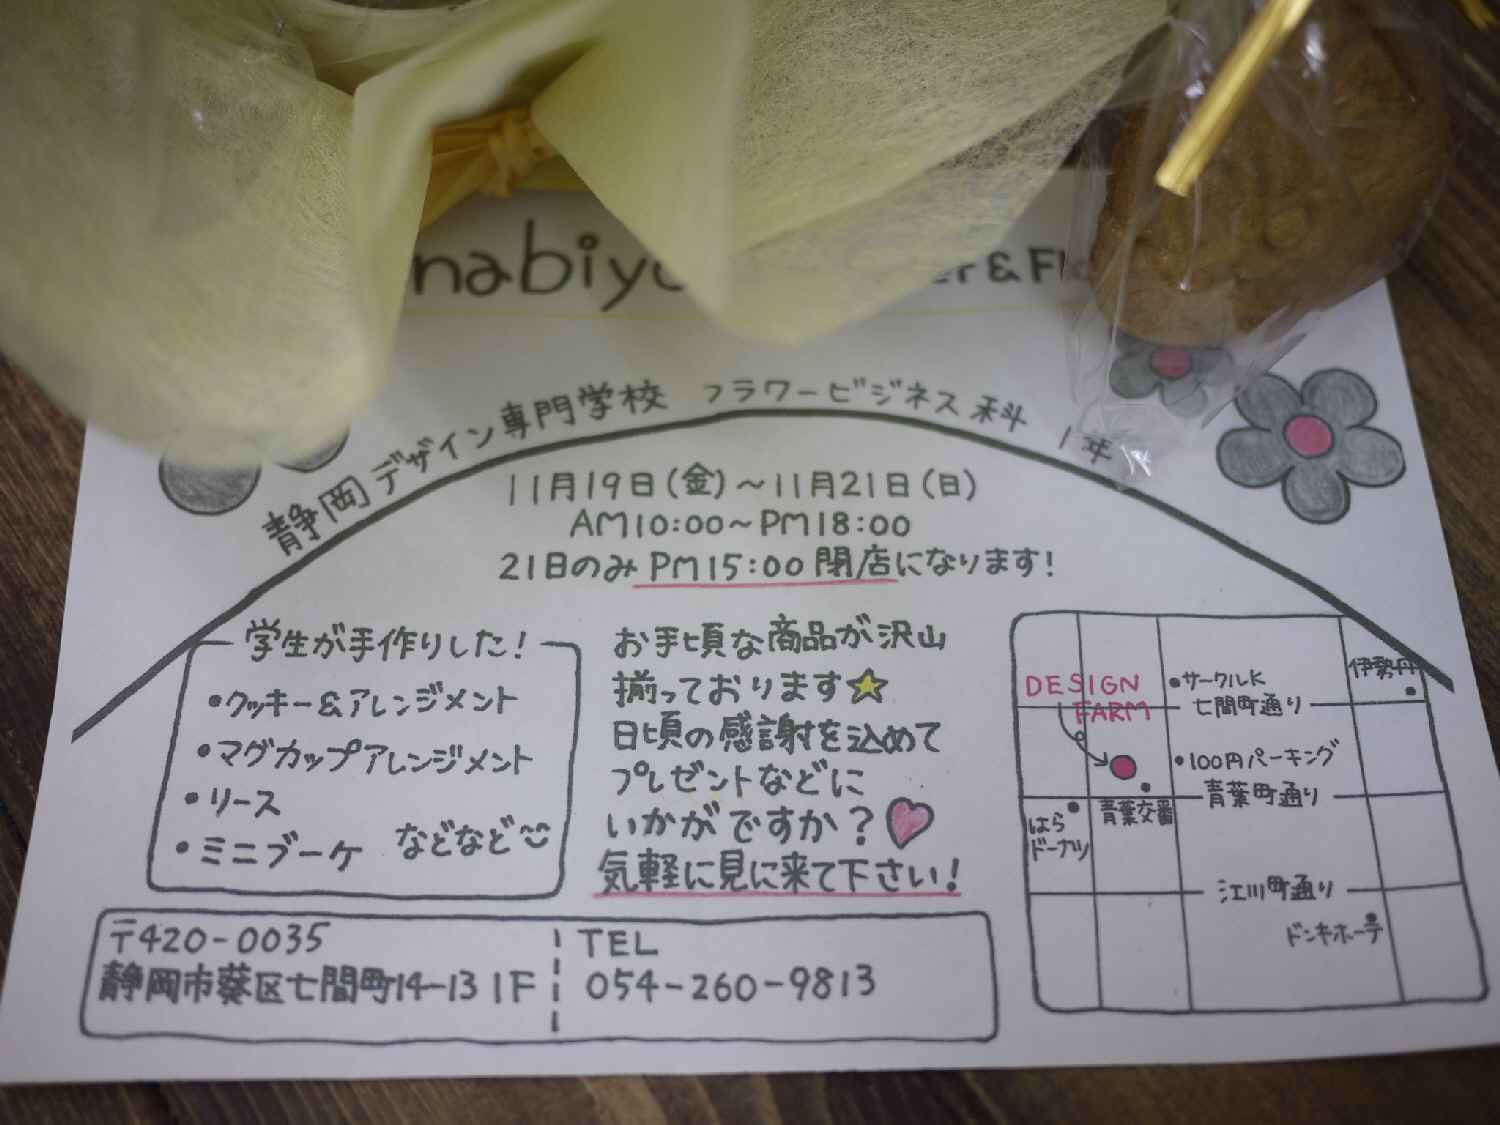 nabiy
& Fl
静岡デザイン専門学校 フラワービジネス科 1年
11月19日(金)～11月21日(日)
AM10:00～PM18:00
21日のみ PM15:00 閉店になります!
学生が手作りした!
・クッキー&アレンジメント
・マグカップアレンジメント
・リース
・ミニブーケ などなど
お手頃な商品が沢山
揃っております☆
日頃の感謝を込めて
プレゼントなどに
いかがですか?
気軽に見に来て下さい!
DESIGN
FARM
・サークルK
七間町通り
伊勢丹
・100円パーキング
青葉町通り
青葉交番
はら
ドーナツ
江川町通り
ドンキホーテ
〒420-0035
静岡市葵区七間町14-13 1F
TEL
054-260-9813